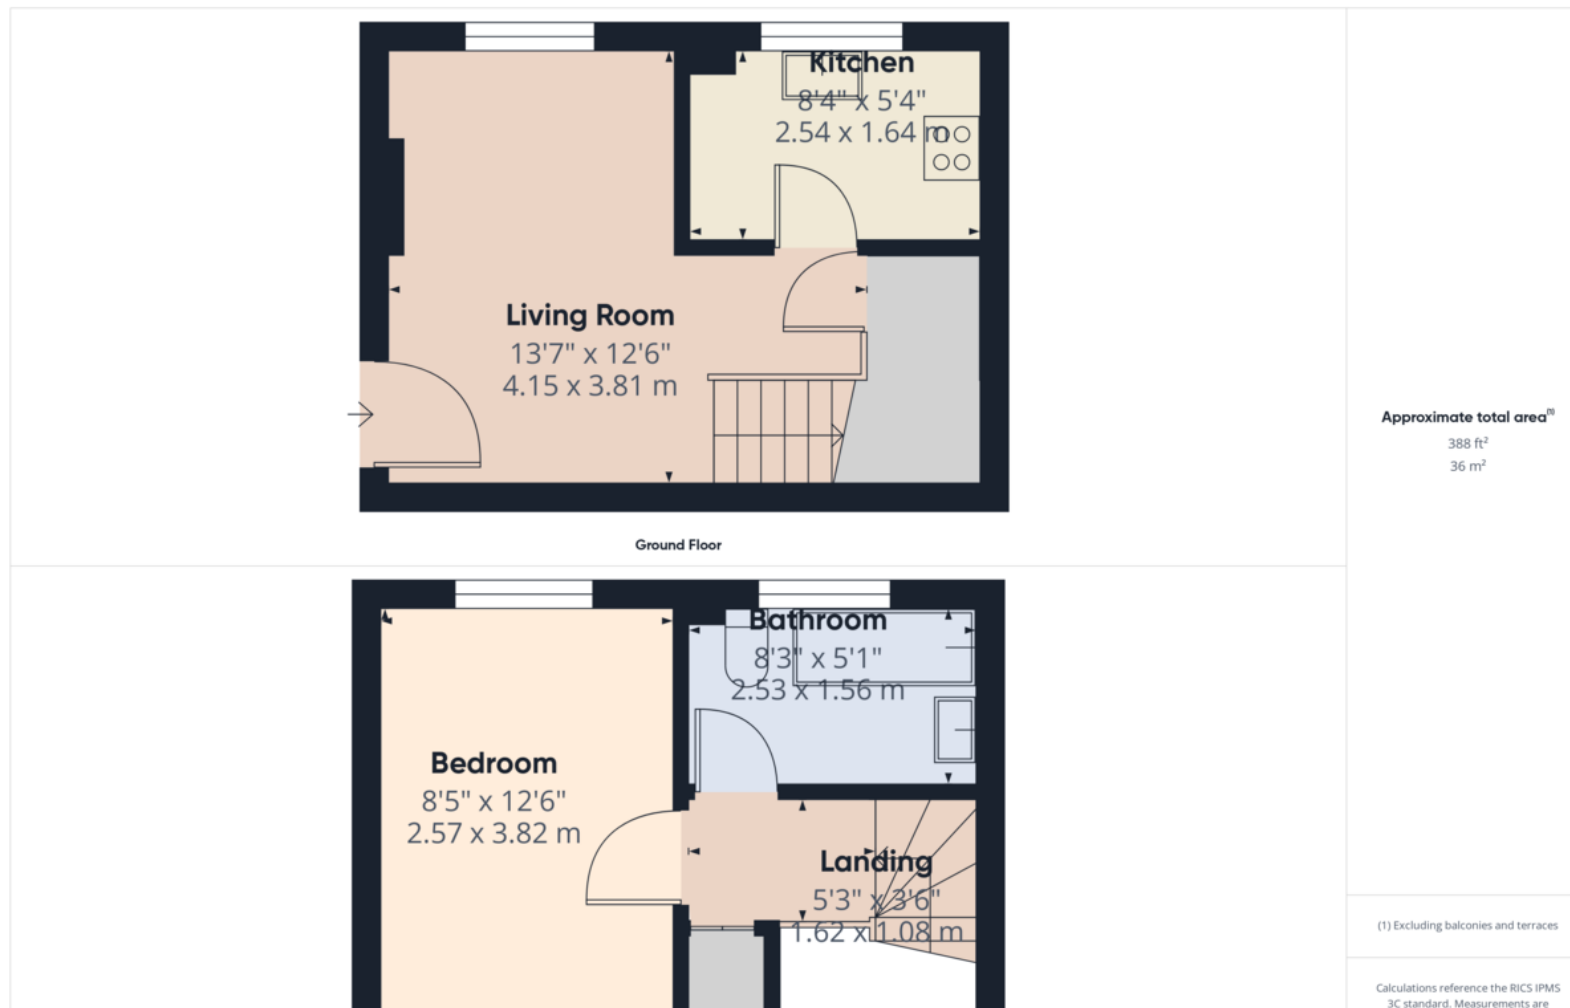 Kitchen
8'4" x 5'4"
2.54 x 1.64 m
Living Room
13'7" x 12'6"
4.15 x 3.81 m
Ground Floor
Bathroom
8'3" x 5'1"
2.53 x 1.56 m
Bedroom
8'5" x 12'6"
2.57 x 3.82 m
Landing
5'3" x 3'6"
1.62 x 1.08 m
Approximate total area⁽¹⁾
388 ft²
36 m²
(1) Excluding balconies and terraces
Calculations reference the RICS IPMS
3C standard. Measurements are